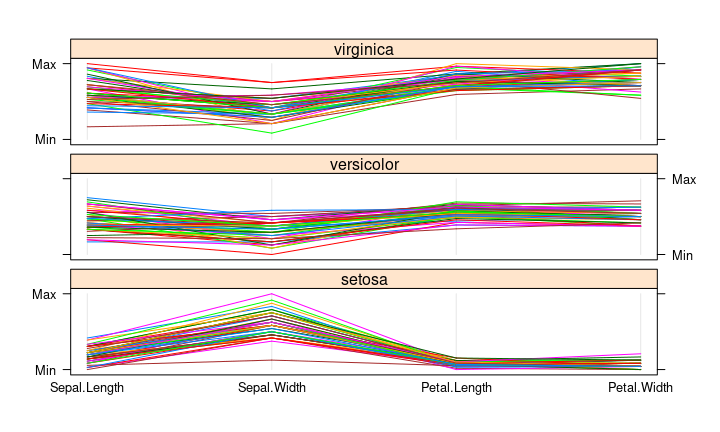 virginica
Max
Min
versicolor
Max
Min
setosa
Max
Min
Sepal.Length Sepal.Width Petal.Length Petal.Width